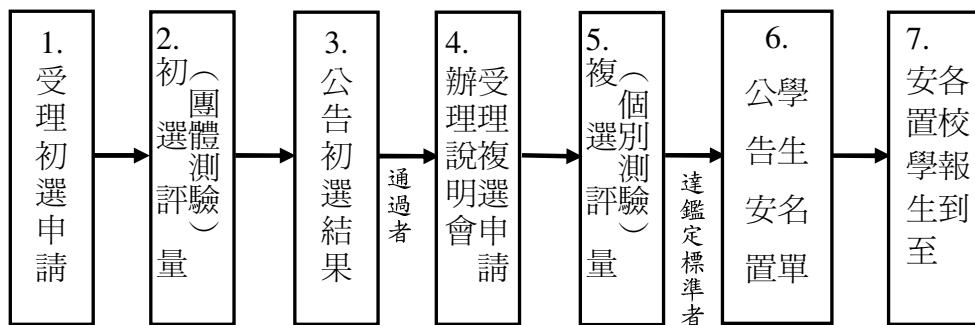 1.
受理初選申請
2.
初選評量
（團體測驗）
3.
公告初選結果
通過者
4.
辦理說明會
受理複選申請
5.
複選評量
（個別測驗）
達鑑定標準者
6.
公告安置
學生名單
7.
安置學生至
各校報到